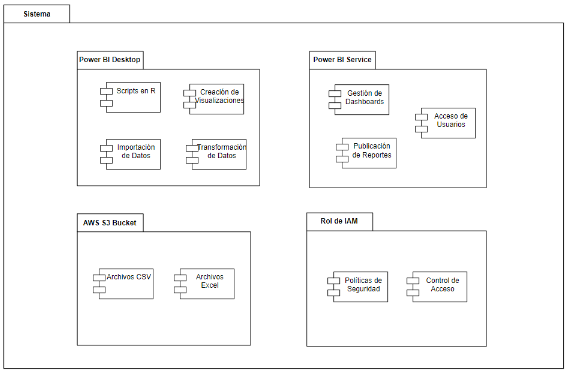 Sistema
Power BI Desktop
Scripts en R
Creación de
Visualizaciones
Importación
de Datos
Transformación
de Datos
Power BI Service
Gestión de
Dashboards
Acceso de
Usuarios
Publicación
de Reportes
AWS S3 Bucket
Archivos CSV
Archivos
Excel
Rol de IAM
Políticas de
Seguridad
Control de
Acceso